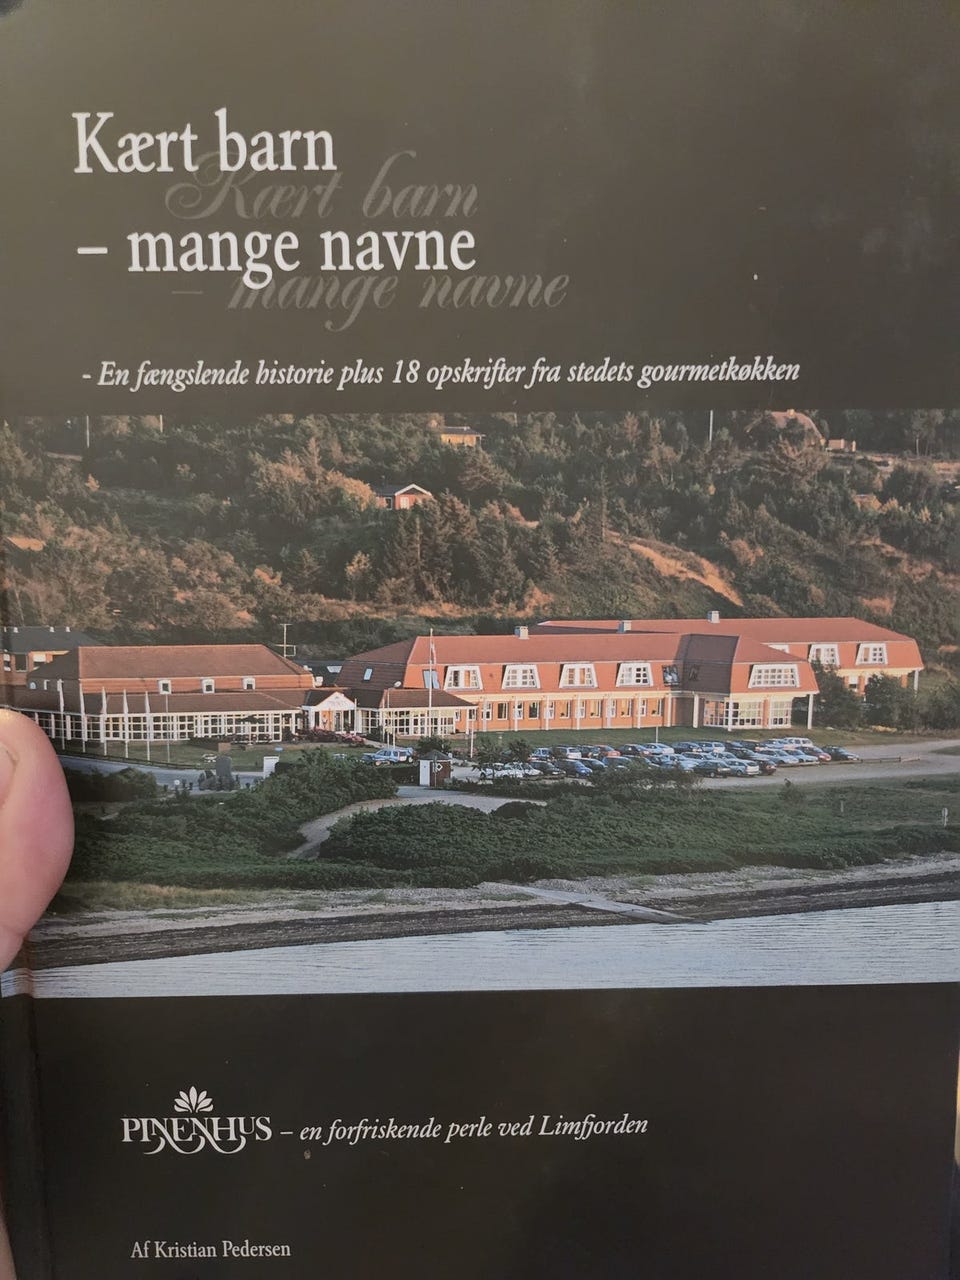 Kært barn
Kært barn
– mange navne
– mange navne
- En fængslende historie plus 18 opskrifter fra stedets gourmetkøkken
PINENHUS – en forfriskende perle ved Limfjorden
Af Kristian Pedersen